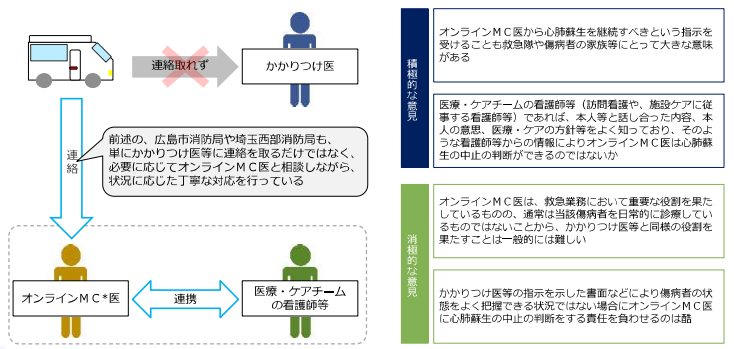 連絡取れず
かかりつけ医
連絡
前述の、広島市消防局や埼玉西部消防局も、
単にかかりつけ医等に連絡を取るだけではなく、
必要に応じてオンラインＭＣ医と相談しながら、
状況に応じた丁寧な対応を行っている
オンラインＭＣ*医
連携
医療・ケアチーム
の看護師等
積極的な意見
オンラインＭＣ医から心肺蘇生を継続すべきという指示を
受けることも救急隊や傷病者の家族等にとって大きな意味
がある
医療・ケアチームの看護師等（訪問看護や、施設ケアに従
事する看護師等）であれば、本人等と話し合った内容、本
人の意思、医療・ケアの方針等をよく知っており、そのよ
うな看護師等からの情報によりオンラインＭＣ医は心肺蘇
生の中止の判断ができるのではないか
消極的な意見
オンラインＭＣ医は、救急業務において重要な役割を果た
しているものの、通常は当該傷病者を日常的に診療してい
るものではないことから、かかりつけ医等と同様の役割を
果たすことは一般的には難しい
かかりつけ医等の指示を示した書面などにより傷病者の状
態をよく把握できる状況ではない場合にオンラインＭＣ医
に心肺蘇生の中止の判断をする責任を負わせるのは酷